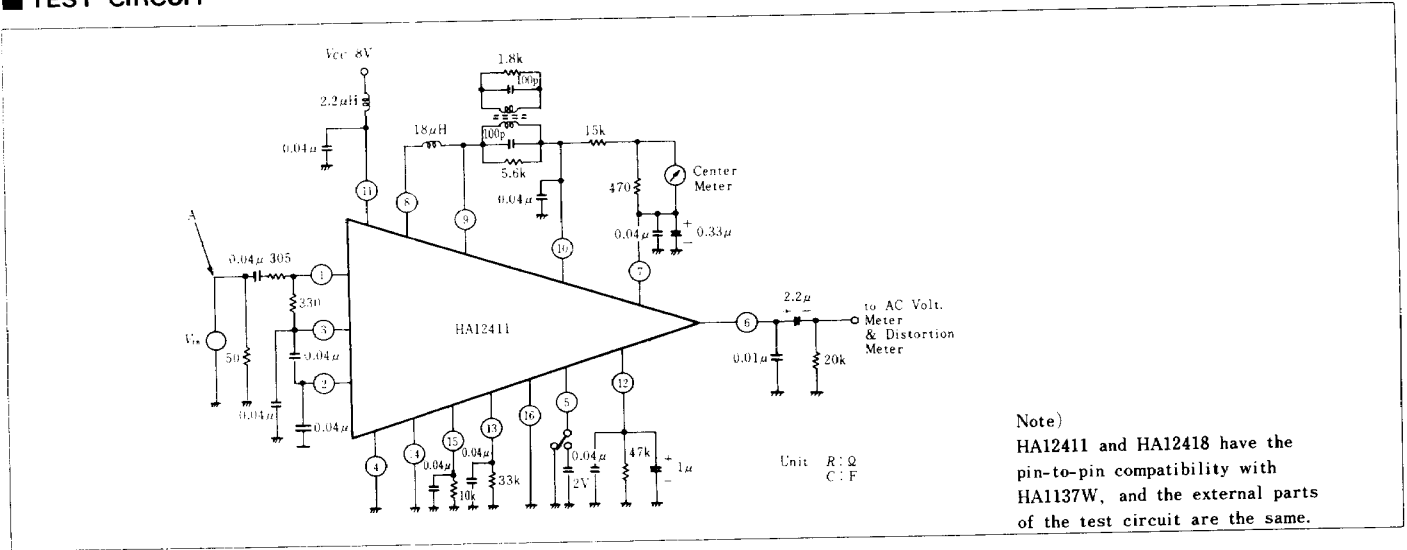 ■ TEST CIRCUIT
Vcc 8V
2.2μH
0.04μ
11
18μH
8
9
1.8k
100p
100p
5.6k
15k
0.04μ
10
470
Center
Meter
0.04μ
+
0.33μ
−
7
A
0.04μ 305
1
330
Vin
50
3
0.04μ
2
0.04μ
0.04μ
HA12411
6
2.2μ
+ −
to AC Volt.
Meter
& Distortion
Meter
0.01μ
20k
4
14
15
0.04μ
10k
13
0.04μ
33k
16
5
2V
12
0.04μ
47k
+
1μ
−
Unit R:Ω
C:F
Note)
HA12411 and HA12418 have the
pin-to-pin compatibility with
HA1137W, and the external parts
of the test circuit are the same.